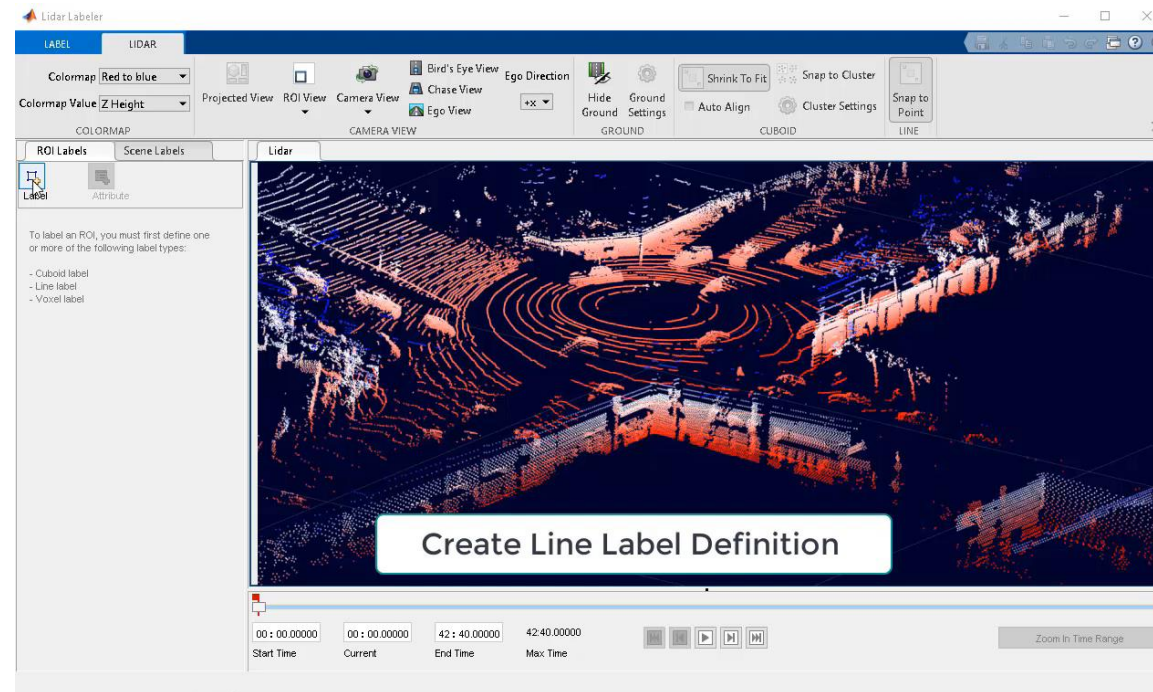 Lidar Labeler
LABEL LIDAR
Colormap Red to blue
Colormap Value Z Height
COLORMAP
Projected View ROI View Camera View
Bird's Eye View
Chase View
Ego View
Ego Direction
+x
CAMERA VIEW
Hide Ground
Ground Settings
GROUND
Shrink To Fit Snap to Cluster
Auto Align Cluster Settings
CUBOID
Snap to
Point
LINE
ROI Labels Scene Labels
Label Attribute
To label an ROI, you must first define one
or more of the following label types:
- Cuboid label
- Line label
- Voxel label
Lidar
Create Line Label Definition
00 : 00.00000 00 : 00.00000 42 : 40.00000 42:40.00000
Start Time Current End Time Max Time
Zoom In Time Range